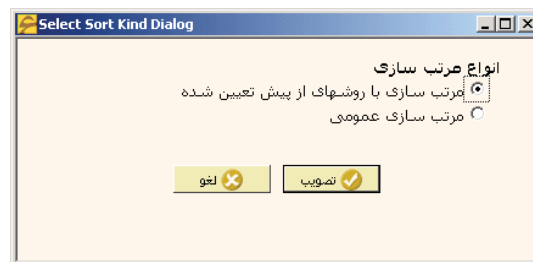 Select Sort Kind Dialog
انواع مرتب سازی
مرتب سازی با روشهای از پیش تعیین شده
مرتب سازی عمومی
تصویب
لغو